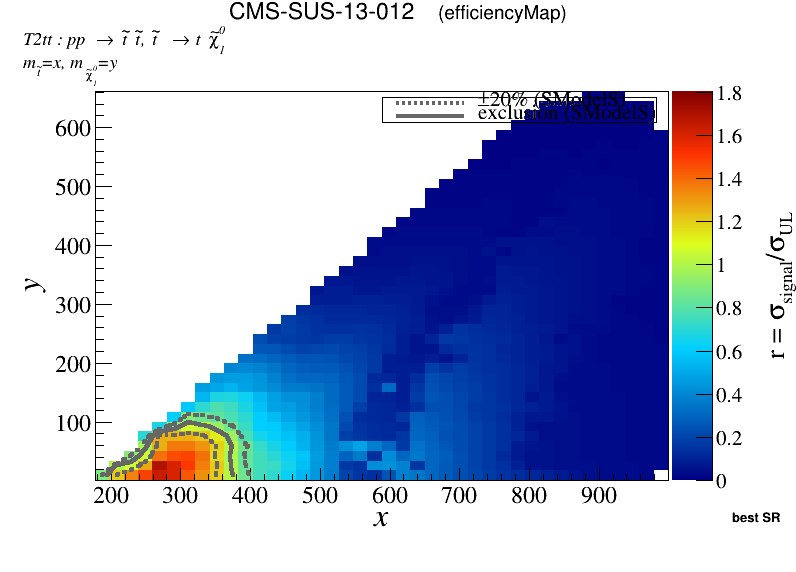 CMS-SUS-13-012 (efficiencyMap)
T2tt : pp → t̃ t̃, t̃ → t χ̃⁰₁
m_t̃=x, m_χ̃⁰₁=y
±20% (SModelS)
exclusion (SModelS)
600
500
400
300
200
100
y
200 300 400 500 600 700 800 900
x
1.8
1.6
1.4
1.2
1
0.8
0.6
0.4
0.2
0
r = σ_signal/σ_UL
best SR